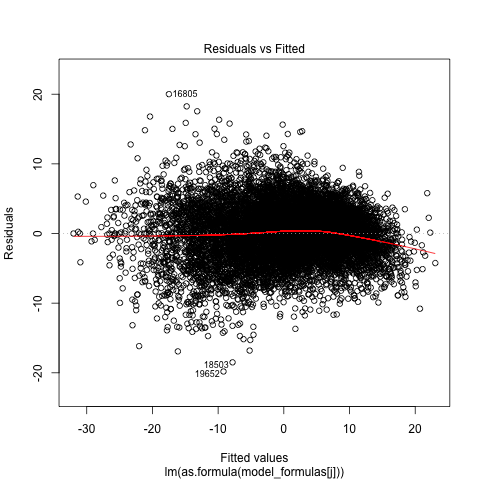 Residuals vs Fitted
Residuals
20
10
0
-10
-20
16805
18503
19652
-30 -20 -10 0 10 20
Fitted values
lm(as.formula(model_formulas[j]))